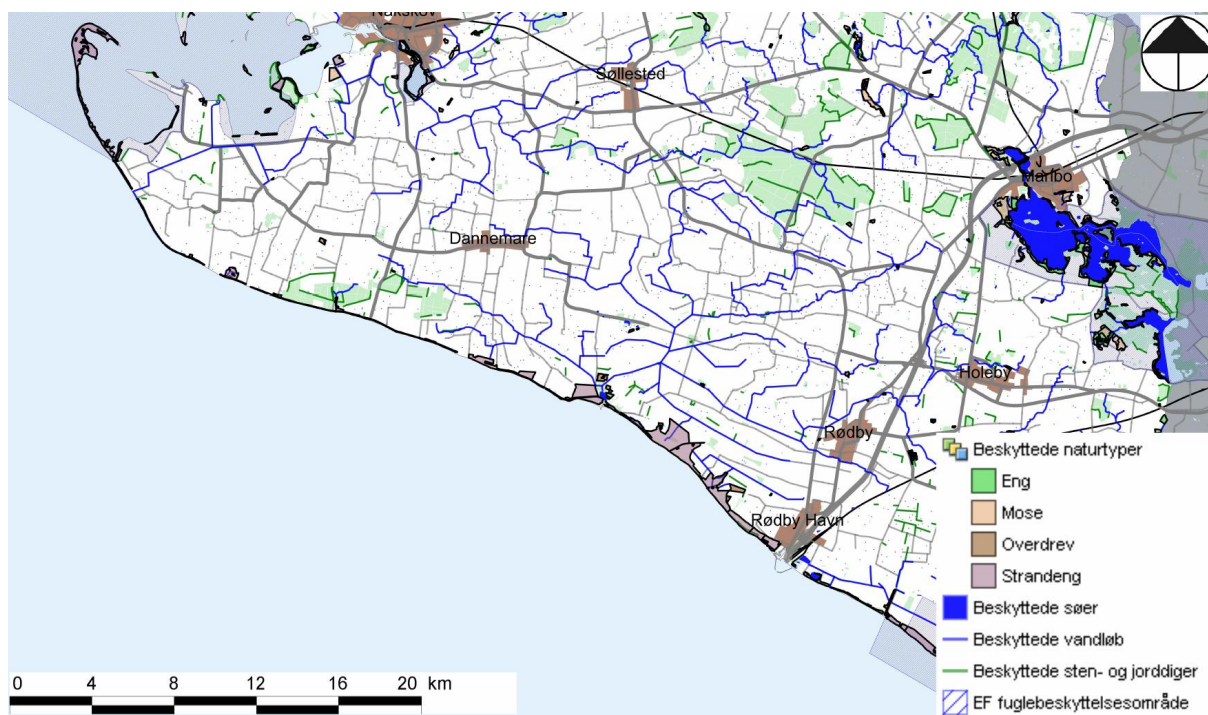 Nakskov
Søllested
Maribo
Dannemare
Holeby
Rødby
Rødby Havn
Beskyttede naturtyper
Eng
Mose
Overdrev
Strandeng
Beskyttede søer
Beskyttede vandløb
Beskyttede sten- og jorddiger
EF fuglebeskyttelsesområde
0 4 8 12 16 20 km